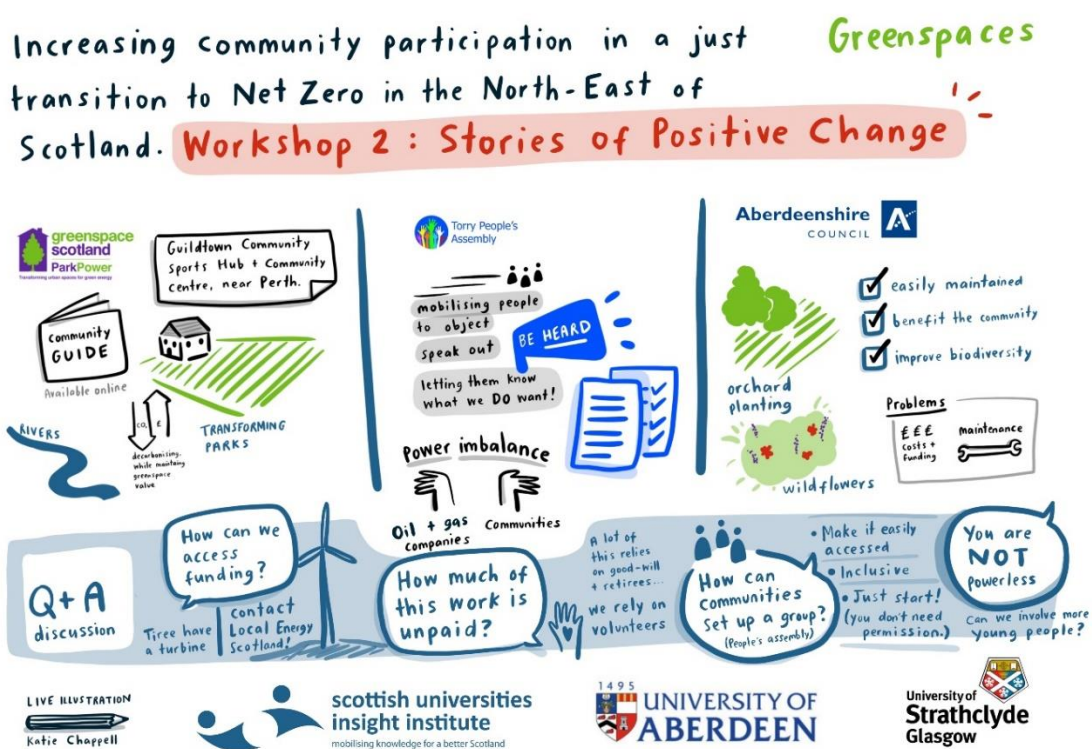 Increasing community participation in a just
transition to Net Zero in the North-East of
Scotland. Workshop 2 : Stories of Positive Change
Greenspaces
greenspace
scotland
ParkPower
Transforming urban spaces for green energy
Guildtown Community
Sports Hub + Community
centre, near Perth.
Community
GUIDE
Available online
RIVERS
CO₂ £
decarbonising
while maintaing
greenspace
value
TRANSFORMING
PARKS
Torry People's
Assembly
mobilising people
to object
speak out
letting them know
what we DO want!
BE HEARD
Power imbalance
Oil + gas
companies
Communities
Aberdeenshire
COUNCIL
easily maintained
benefit the community
improve biodiversity
orchard
planting
wildflowers
Problems
£££
costs +
funding
maintenance
Q+A
discussion
How can we
access
funding?
Tiree have
a turbine
contact
Local Energy
Scotland!
How much of
this work is
unpaid?
A lot of
this relies
on good-will
+ retirees...
we rely on
volunteers
How can
communities
set up a group?
(People's assembly)
• Make it easily
accessed
• Inclusive
• Just start!
(you don't need
permission.)
You are
NOT
powerless
Can we involve more
young people?
LIVE ILLUSTRATION
Katie Chappell
scottish universities
insight institute
mobilising knowledge for a better Scotland
1495
UNIVERSITY OF
ABERDEEN
University of
Strathclyde
Glasgow